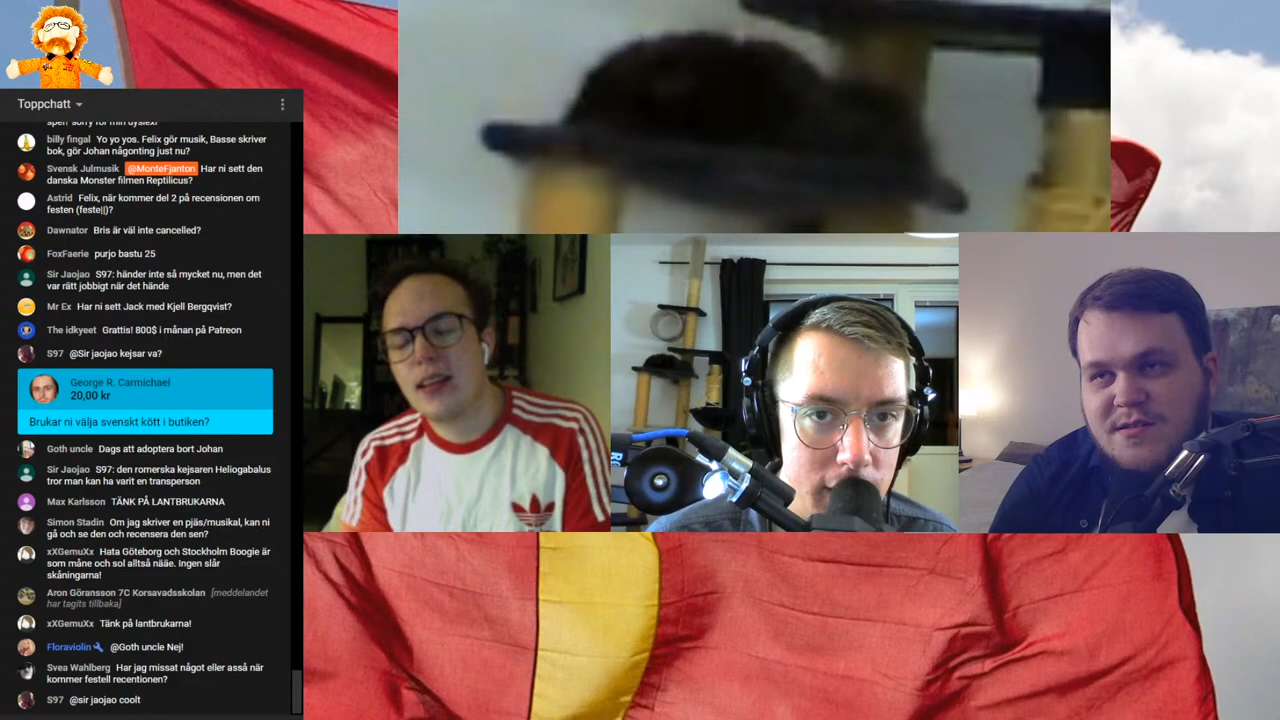 Toppchatt
spel! sorry för min dyslexi
billy fingal Yo yo yos. Felix gör musik, Basse skriver
bok, gör Johan någonting just nu?
Svensk Julmusik @MonteFjanton Har ni sett den
danska Monster filmen Reptilicus?
Astrid Felix, när kommer del 2 på recensionen om
festen (feste||)?
Dawnator Bris är väl inte cancelled?
FoxFaerie purjo bastu 25
Sir Jaojao S97: händer inte så mycket nu, men det
var rätt jobbigt när det hände
Mr Ex Har ni sett Jack med Kjell Bergqvist?
The idkyeet Grattis! 800$ i månan på Patreon
S97 @Sir jaojao kejsar va?
George R. Carmichael
20,00 kr
Brukar ni välja svenskt kött i butiken?
Goth uncle Dags att adoptera bort Johan
Sir Jaojao S97: den romerska kejsaren Heliogabalus
tror man kan ha varit en transperson
Max Karlsson TÄNK PÅ LANTBRUKARNA
Simon Stadin Om jag skriver en pjäs/musikal, kan ni
gå och se den och recensera den sen?
xXGemuXx Hata Göteborg och Stockholm Boogie är
som måne och sol alltså nääe. Ingen slår
skåningarna!
Aron Göransson 7C Korsavadsskolan [meddelandet
har tagits tillbaka]
xXGemuXx Tänk på lantbrukarna!
Floraviolin @Goth uncle Nej!
Svea Wahlberg Har jag missat något eller asså när
kommer festell recentionen?
S97 @sir jaojao coolt